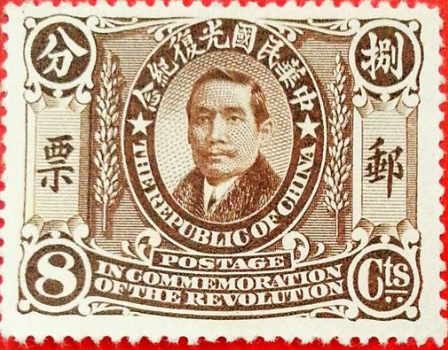 中華民國光復紀念
捌
分
郵
票
THE REPUBLIC OF CHINA
POSTAGE
8 Cts
IN COMMEMORATION
OF THE REVOLUTION